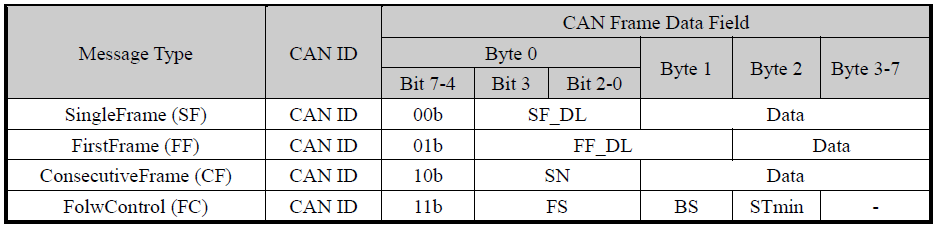 Message Type CAN ID CAN Frame Data Field
Byte 0 Byte 1 Byte 2 Byte 3-7
Bit 7-4 Bit 3 Bit 2-0
SingleFrame (SF) CAN ID 00b SF_DL Data
FirstFrame (FF) CAN ID 01b FF_DL Data
ConsecutiveFrame (CF) CAN ID 10b SN Data
FolwControl (FC) CAN ID 11b FS BS STmin -